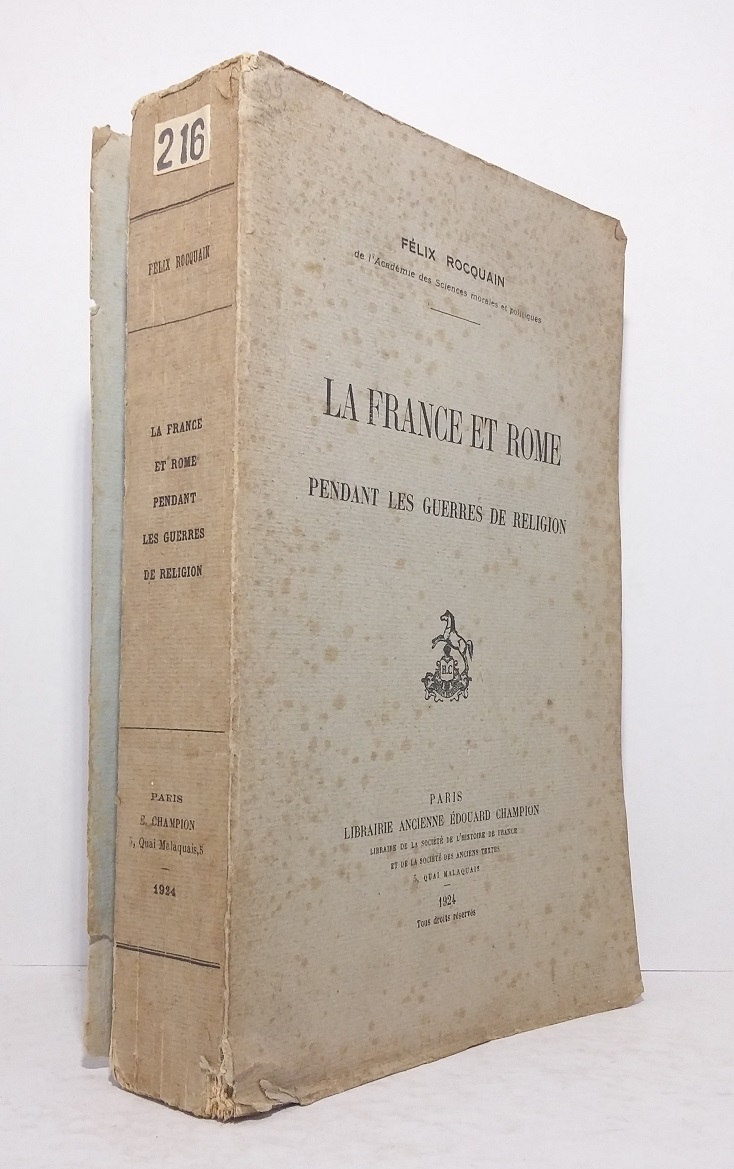 216
FÉLIX ROCQUAIN
LA FRANCE
ET ROME
PENDANT
LES GUERRES
DE RELIGION
PARIS
E. CHAMPION
5, Quai Malaquais, 5
1924
FÉLIX ROCQUAIN
de l'Académie des Sciences morales et politiques
LA FRANCE ET ROME
PENDANT LES GUERRES DE RELIGION
H.C
PARIS
LIBRAIRIE ANCIENNE ÉDOUARD CHAMPION
LIBRAIRE DE LA SOCIÉTÉ DE L'HISTOIRE DE FRANCE
ET DE LA SOCIÉTÉ DES ANCIENS TEXTES
5, QUAI MALAQUAIS
1924
Tous droits réservés